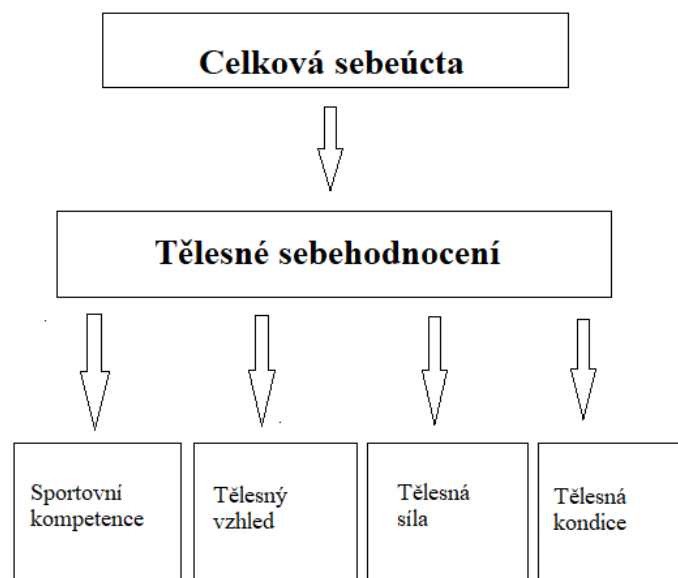 Celková sebeúcta
Tělesné sebehodnocení
Sportovní
kompetence
Tělesný
vzhled
Tělesná
síla
Tělesná
kondice